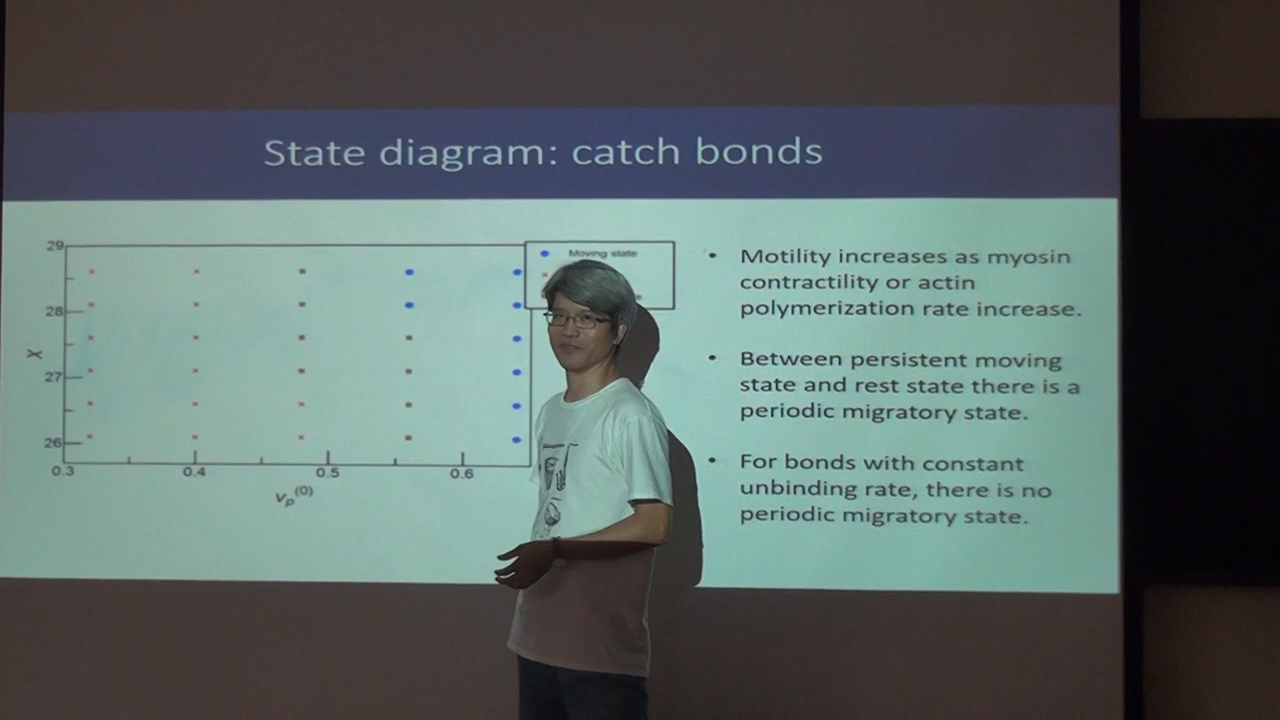 State diagram: catch bonds
29
28
27
26
χ
0.3
0.4
0.5
0.6
vp(0)
Moving state
• Motility increases as myosin
contractility or actin
polymerization rate increase.
• Between persistent moving
state and rest state there is a
periodic migratory state.
• For bonds with constant
unbinding rate, there is no
periodic migratory state.